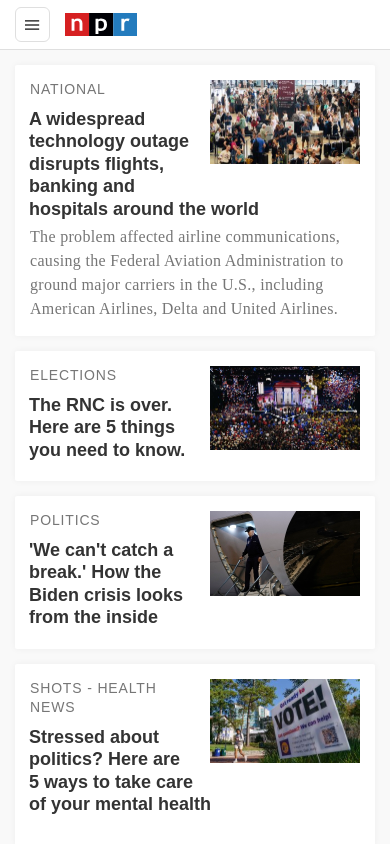 npr
NATIONAL
A widespread
technology outage
disrupts flights,
banking and
hospitals around the world
The problem affected airline communications,
causing the Federal Aviation Administration to
ground major carriers in the U.S., including
American Airlines, Delta and United Airlines.
ELECTIONS
The RNC is over.
Here are 5 things
you need to know.
POLITICS
'We can't catch a
break.' How the
Biden crisis looks
from the inside
SHOTS - HEALTH
NEWS
Stressed about
politics? Here are
5 ways to take care
of your mental health
VOTE!